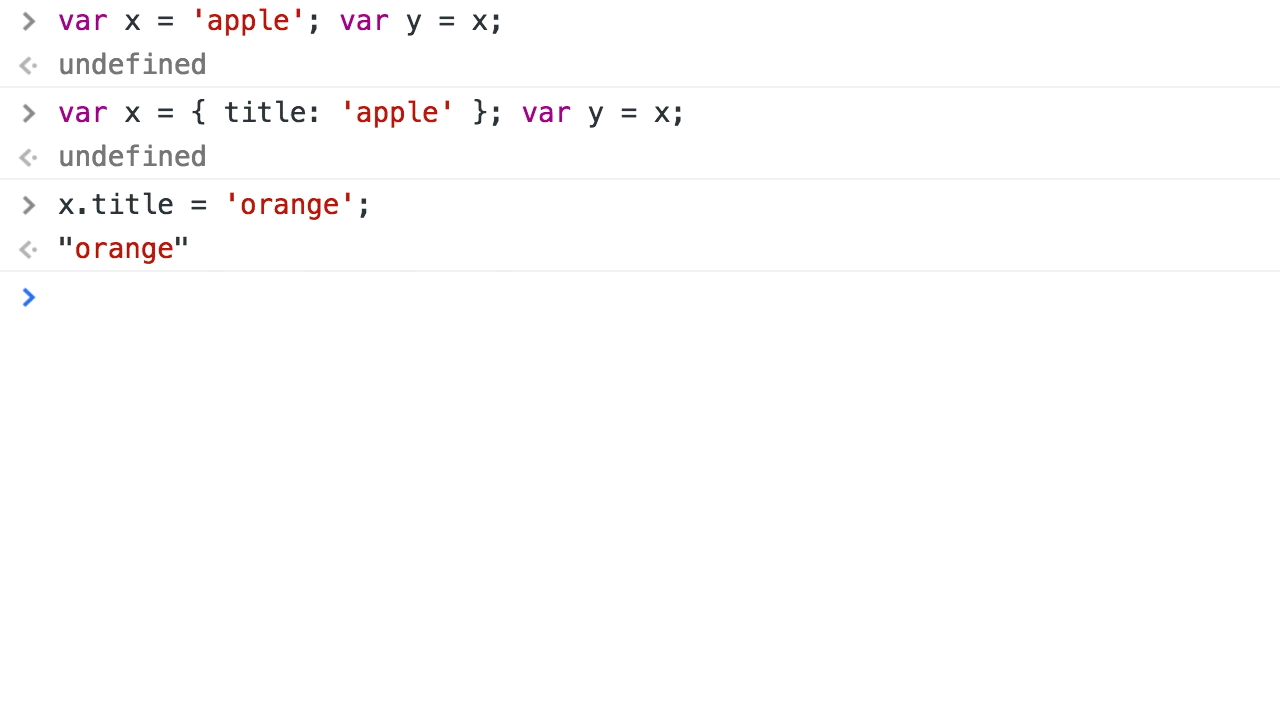 > var x = 'apple'; var y = x;
undefined
> var x = { title: 'apple' }; var y = x;
undefined
> x.title = 'orange';
"orange"
>